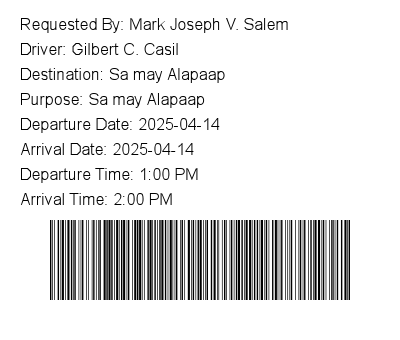 Requested By: Mark Joseph V. Salem
Driver: Gilbert C. Casil
Destination: Sa may Alapaap
Purpose: Sa may Alapaap
Departure Date: 2025-04-14
Arrival Date: 2025-04-14
Departure Time: 1:00 PM
Arrival Time: 2:00 PM